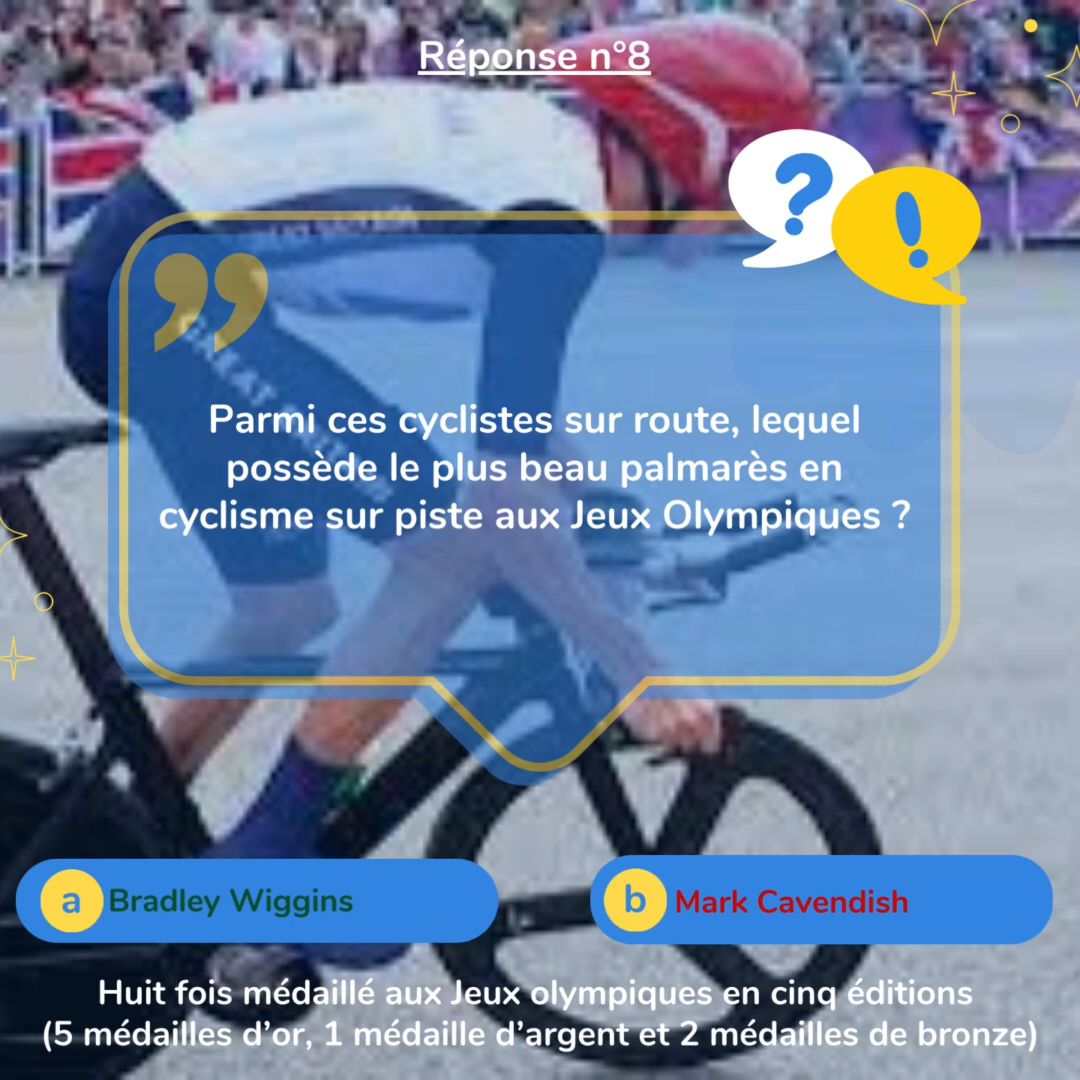 Réponse n°8
?
!
”
GREAT
Parmi ces cyclistes sur route, lequel
possède le plus beau palmarès en
cyclisme sur piste aux Jeux Olympiques ?
a Bradley Wiggins
b Mark Cavendish
Huit fois médaillé aux Jeux olympiques en cinq éditions
(5 médailles d’or, 1 médaille d’argent et 2 médailles de bronze)